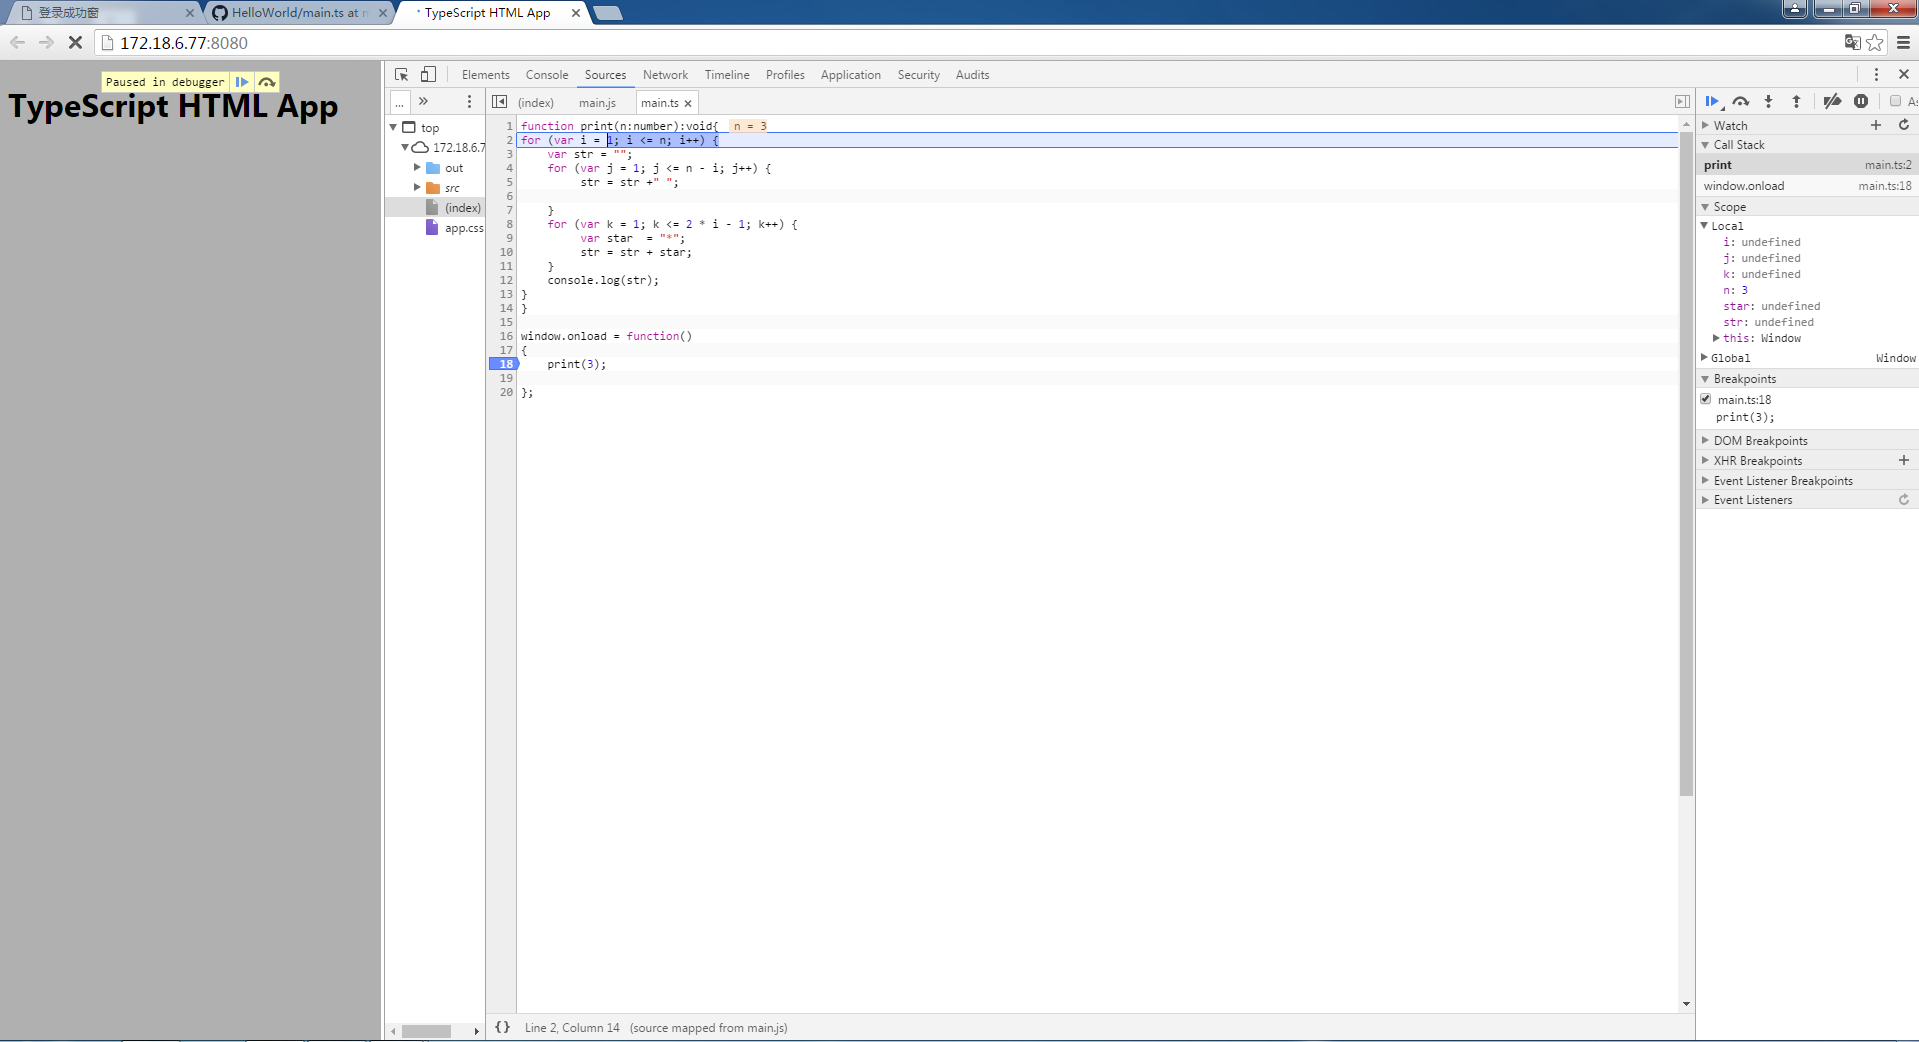 登录成功窗
HelloWorld/main.ts at
TypeScript HTML App
172.18.6.77:8080
Paused in debugger
TypeScript HTML App
Elements Console Sources Network Timeline Profiles Application Security Audits
...
(index) main.js main.ts
top
172.18.6.7
out
src
(index)
app.css
1 function print(n:number):void{ n = 3
2 for (var i = 1; i <= n; i++) {
3 var str = "";
4 for (var j = 1; j <= n - i; j++) {
5 str = str +" ";
6
7 }
8 for (var k = 1; k <= 2 * i - 1; k++) {
9 var star  = "*";
10 str = str + star;
11 }
12 console.log(str);
13 }
14 }
15
16 window.onload = function()
17 {
18 print(3);
19
20 };
{} Line 2, Column 14 (source mapped from main.js)
As
Watch
Call Stack
print main.ts:2
window.onload main.ts:18
Scope
Local
i: undefined
j: undefined
k: undefined
n: 3
star: undefined
str: undefined
this: Window
Global Window
Breakpoints
main.ts:18
print(3);
DOM Breakpoints
XHR Breakpoints
Event Listener Breakpoints
Event Listeners